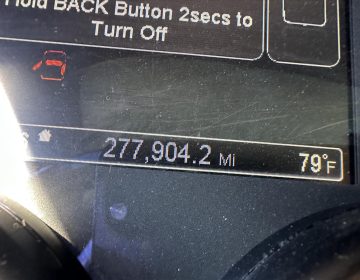 Hold BACK Button 2secs to
Turn Off
277,904.2 Mi
79°F